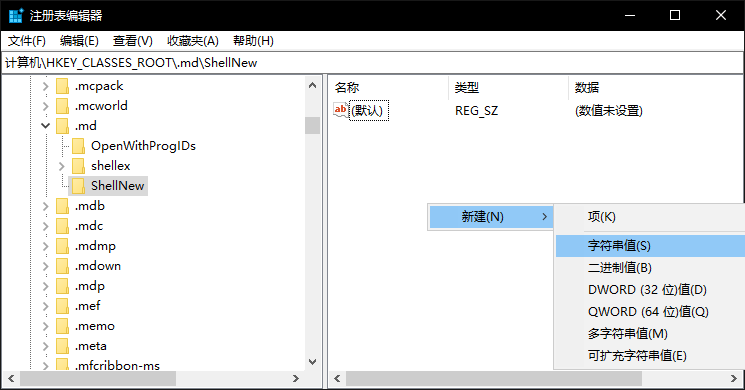 注册表编辑器
文件(F) 编辑(E) 查看(V) 收藏夹(A) 帮助(H)
计算机\HKEY_CLASSES_ROOT\.md\ShellNew
.mcpack
.mcworld
.md
OpenWithProgIDs
shellex
ShellNew
.mdb
.mdc
.mdmp
.mdown
.mdp
.mef
.memo
.meta
.mfcribbon-ms
名称 类型 数据
ab (默认) REG_SZ (数值未设置)
新建(N)
项(K)
字符串值(S)
二进制值(B)
DWORD (32 位)值(D)
QWORD (64 位)值(Q)
多字符串值(M)
可扩充字符串值(E)